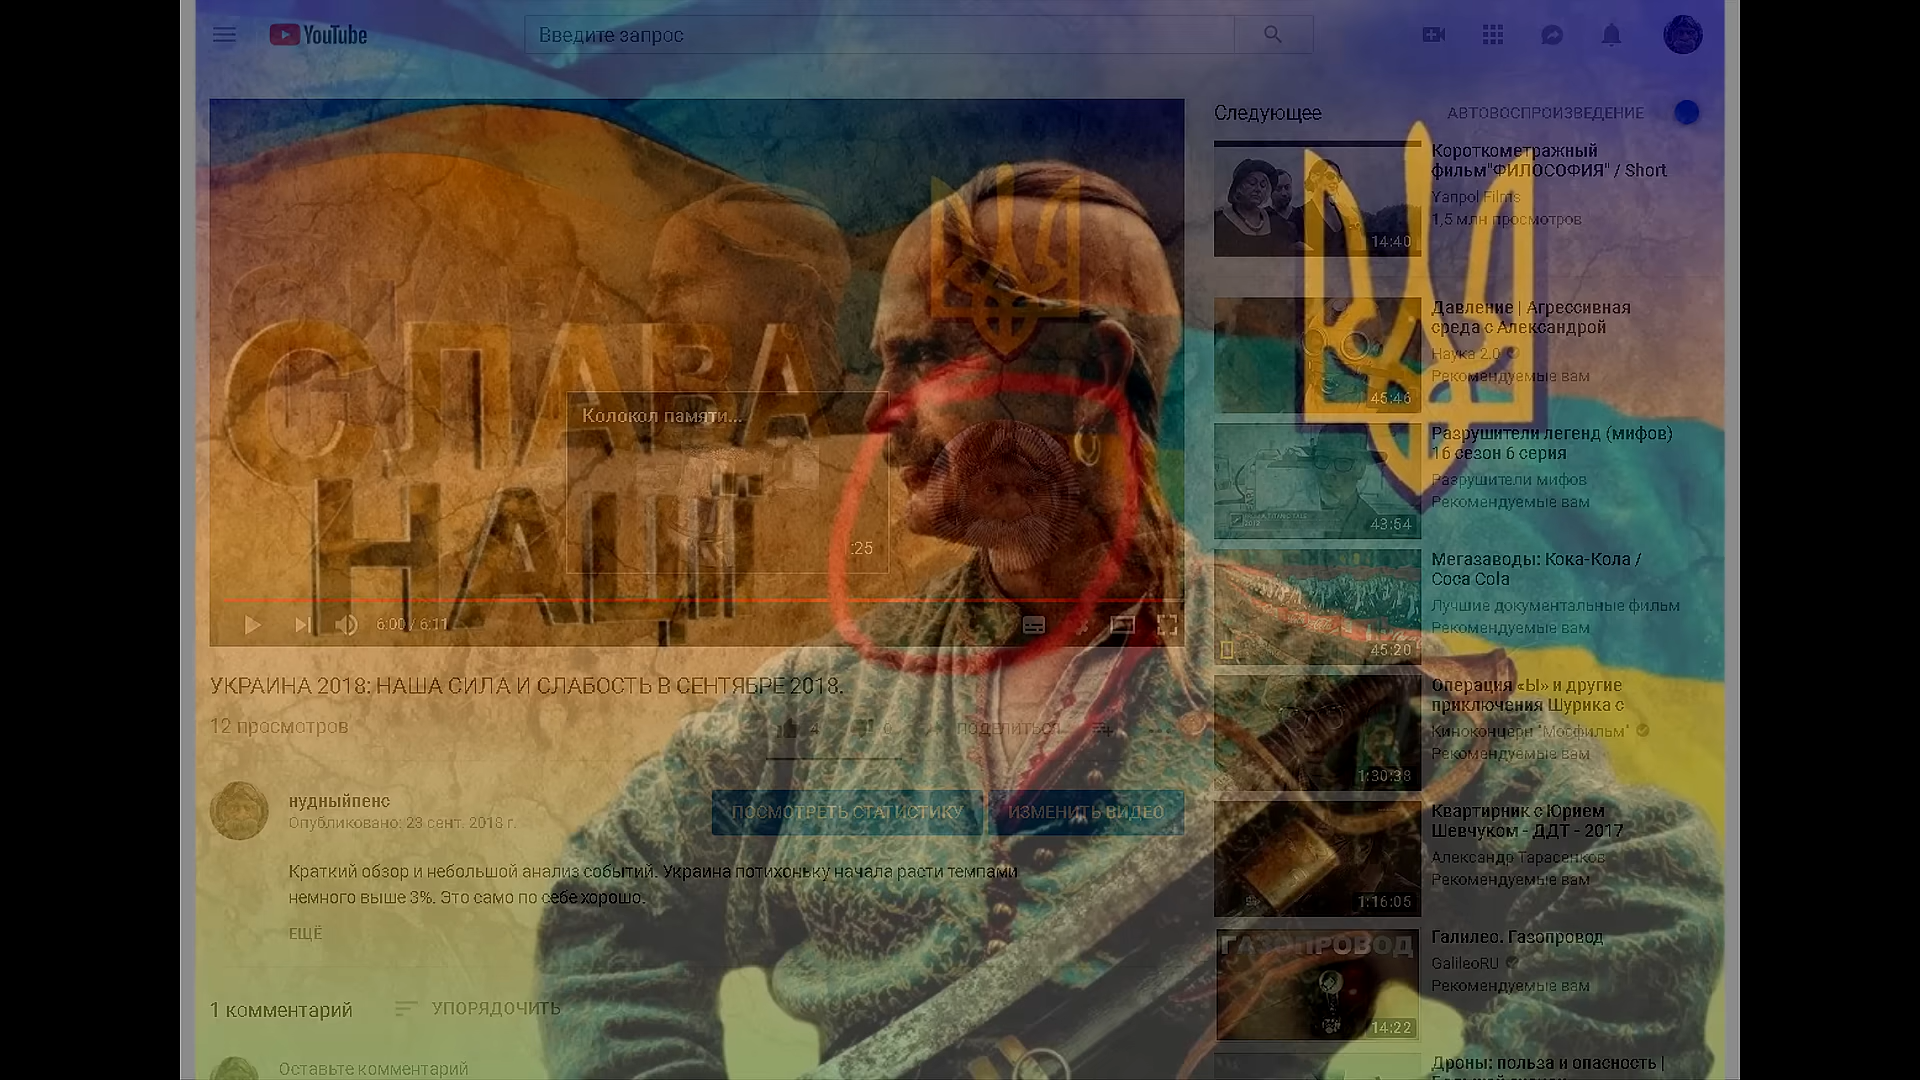 YouTube
Введите запрос
СЛАВА
НАЦІЇ
Колокол памяти...
:25
6:00 / 6:11
УКРАИНА 2018: НАША СИЛА И СЛАБОСТЬ В СЕНТЯБРЕ 2018.
12 просмотров
4
6
ПОДЕЛИТЬСЯ
нудныйпенс
Опубликовано: 23 сент. 2018 г.
ПОСМОТРЕТЬ СТАТИСТИКУ
ИЗМЕНИТЬ ВИДЕО
Краткий обзор и небольшой анализ событий. Украина потихоньку начала расти темпами
немного выше 3%. Это само по себе хорошо.
ЕЩЁ
1 комментарий
УПОРЯДОЧИТЬ
Оставьте комментарий
Следующее
АВТОВОСПРОИЗВЕДЕНИЕ
Короткометражный
фильм"ФИЛОСОФИЯ" / Short
Yanpol Films
1,5 млн просмотров
14:40
Давление | Агрессивная
среда с Александрой
Наука 2.0
Рекомендуемые вам
45:46
Разрушители легенд (мифов)
16 сезон 6 серия
Разрушители мифов
Рекомендуемые вам
43:54
Мегазаводы: Кока-Кола /
Coca Cola
Лучшие документальные фильм
Рекомендуемые вам
45:20
Операция «Ы» и другие
приключения Шурика с
Киноконцерн "Мосфильм"
Рекомендуемые вам
1:30:38
Квартирник с Юрием
Шевчуком - ДДТ - 2017
Александр Тарасенков
Рекомендуемые вам
1:16:05
ГАЗОПРОВОД
Галилео. Газопровод
GalileoRU
Рекомендуемые вам
14:22
Дроны: польза и опасность |